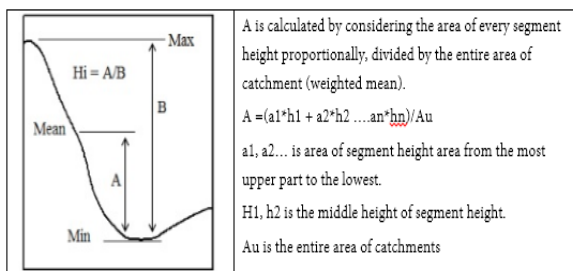 Max
Hi = A/B
B
Mean
A
Min
A is calculated by considering the area of every segment
height proportionally, divided by the entire area of
catchment (weighted mean).
A =(a1*h1 + a2*h2 ....an*hn)/Au
a1, a2... is area of segment height area from the most
upper part to the lowest.
H1, h2 is the middle height of segment height.
Au is the entire area of catchments